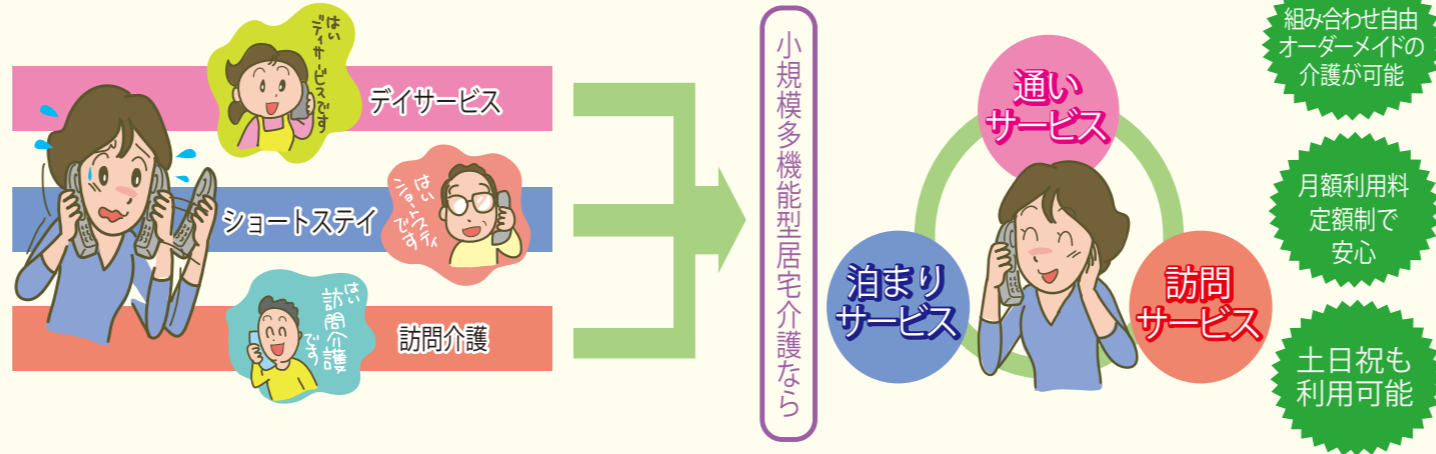 はい
デイサービスです
デイサービス
はい
ショートステイ
です
ショートステイ
はい
訪問介護
です
訪問介護
小規模多機能型居宅介護なら
通い
サービス
泊まり
サービス
訪問
サービス
組み合わせ自由
オーダーメイドの
介護が可能
月額利用料
定額制で
安心
土日祝も
利用可能